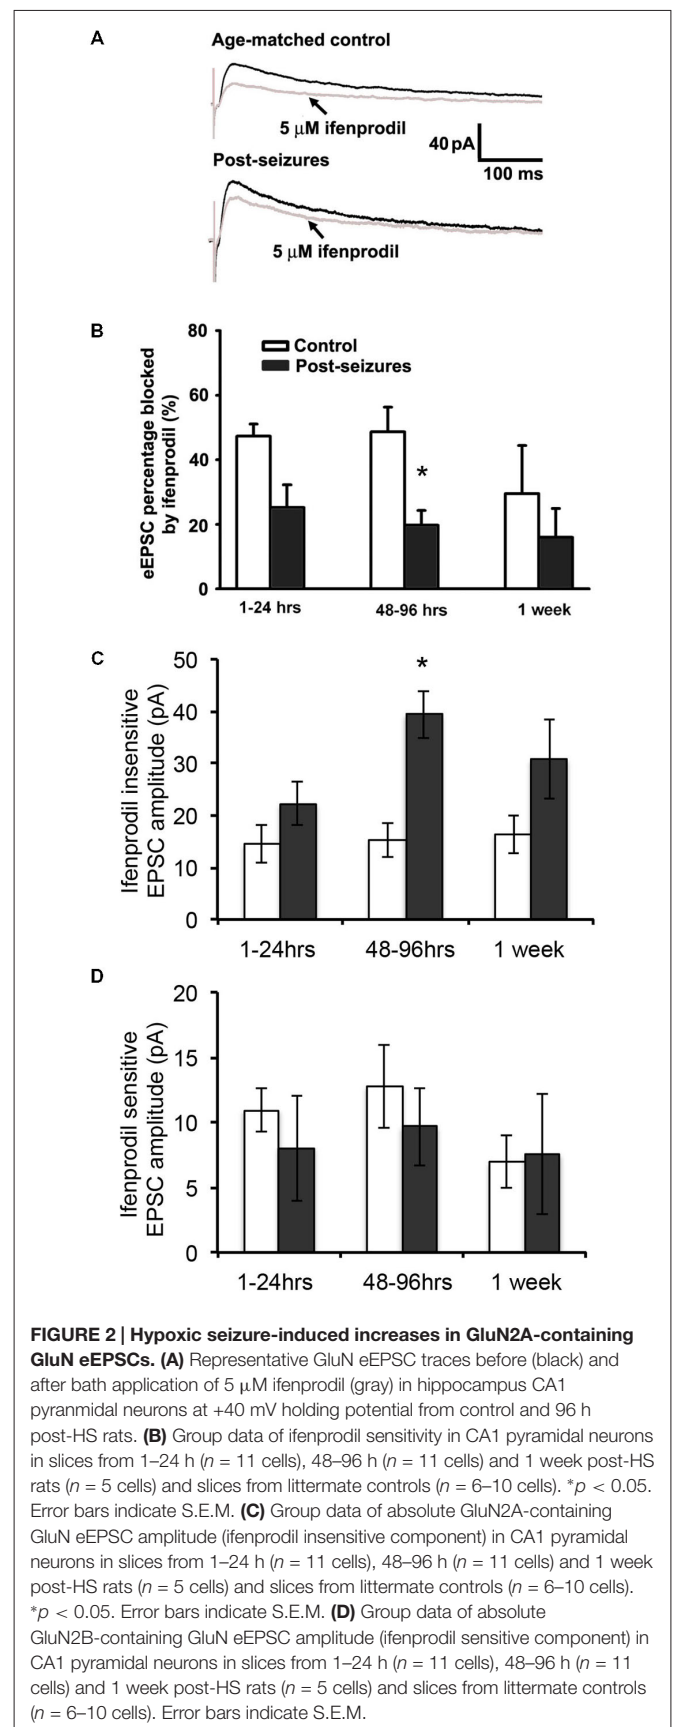 A
Age-matched control
5 μM ifenprodil
40 pA
100 ms
Post-seizures
5 μM ifenprodil
B
80
60
40
20
0
eEPSC percentage blocked
by ifenprodil (%)
Control
Post-seizures
*
1-24 hrs
48-96 hrs
1 week
C
50
40
30
20
10
0
Ifenprodil insensitive
EPSC amplitude (pA)
*
1-24hrs
48-96hrs
1 week
D
20
15
10
5
0
Ifenprodil sensitive
EPSC amplitude (pA)
1-24hrs
48-96hrs
1 week
FIGURE 2 | Hypoxic seizure-induced increases in GluN2A-containing
GluN eEPSCs. (A) Representative GluN eEPSC traces before (black) and
after bath application of 5 μM ifenprodil (gray) in hippocampus CA1
pyranmidal neurons at +40 mV holding potential from control and 96 h
post-HS rats. (B) Group data of ifenprodil sensitivity in CA1 pyramidal neurons
in slices from 1–24 h (n = 11 cells), 48–96 h (n = 11 cells) and 1 week post-HS
rats (n = 5 cells) and slices from littermate controls (n = 6–10 cells). *p < 0.05.
Error bars indicate S.E.M. (C) Group data of absolute GluN2A-containing
GluN eEPSC amplitude (ifenprodil insensitive component) in CA1 pyramidal
neurons in slices from 1–24 h (n = 11 cells), 48–96 h (n = 11 cells) and 1 week
post-HS rats (n = 5 cells) and slices from littermate controls (n = 6–10 cells).
*p < 0.05. Error bars indicate S.E.M. (D) Group data of absolute
GluN2B-containing GluN eEPSC amplitude (ifenprodil sensitive component) in
CA1 pyramidal neurons in slices from 1–24 h (n = 11 cells), 48–96 h (n = 11
cells) and 1 week post-HS rats (n = 5 cells) and slices from littermate controls
(n = 6–10 cells). Error bars indicate S.E.M.